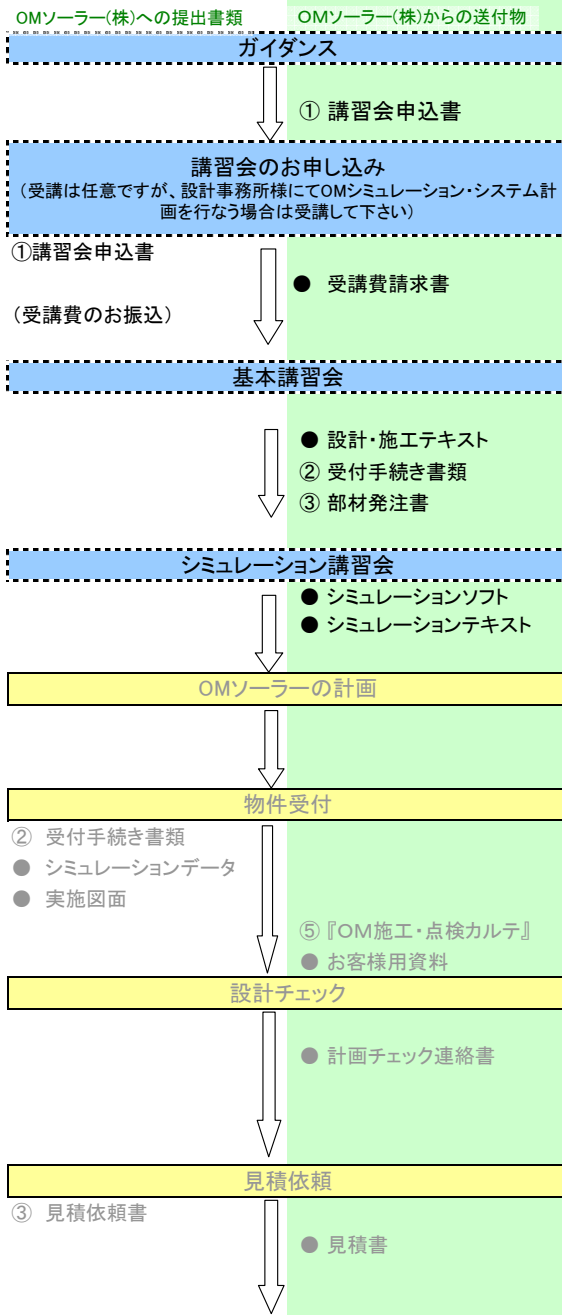 OMソーラー(株)への提出書類
OMソーラー(株)からの送付物
ガイダンス
① 講習会申込書
講習会のお申し込み
(受講は任意ですが、設計事務所様にてOMシミュレーション・システム計
画を行なう場合は受講して下さい)
①講習会申込書
● 受講費請求書
(受講費のお振込)
基本講習会
● 設計・施工テキスト
② 受付手続き書類
③ 部材発注書
シミュレーション講習会
● シミュレーションソフト
● シミュレーションテキスト
OMソーラーの計画
物件受付
② 受付手続き書類
● シミュレーションデータ
● 実施図面
⑤『OM施工・点検カルテ』
● お客様用資料
設計チェック
● 計画チェック連絡書
見積依頼
③ 見積依頼書
● 見積書